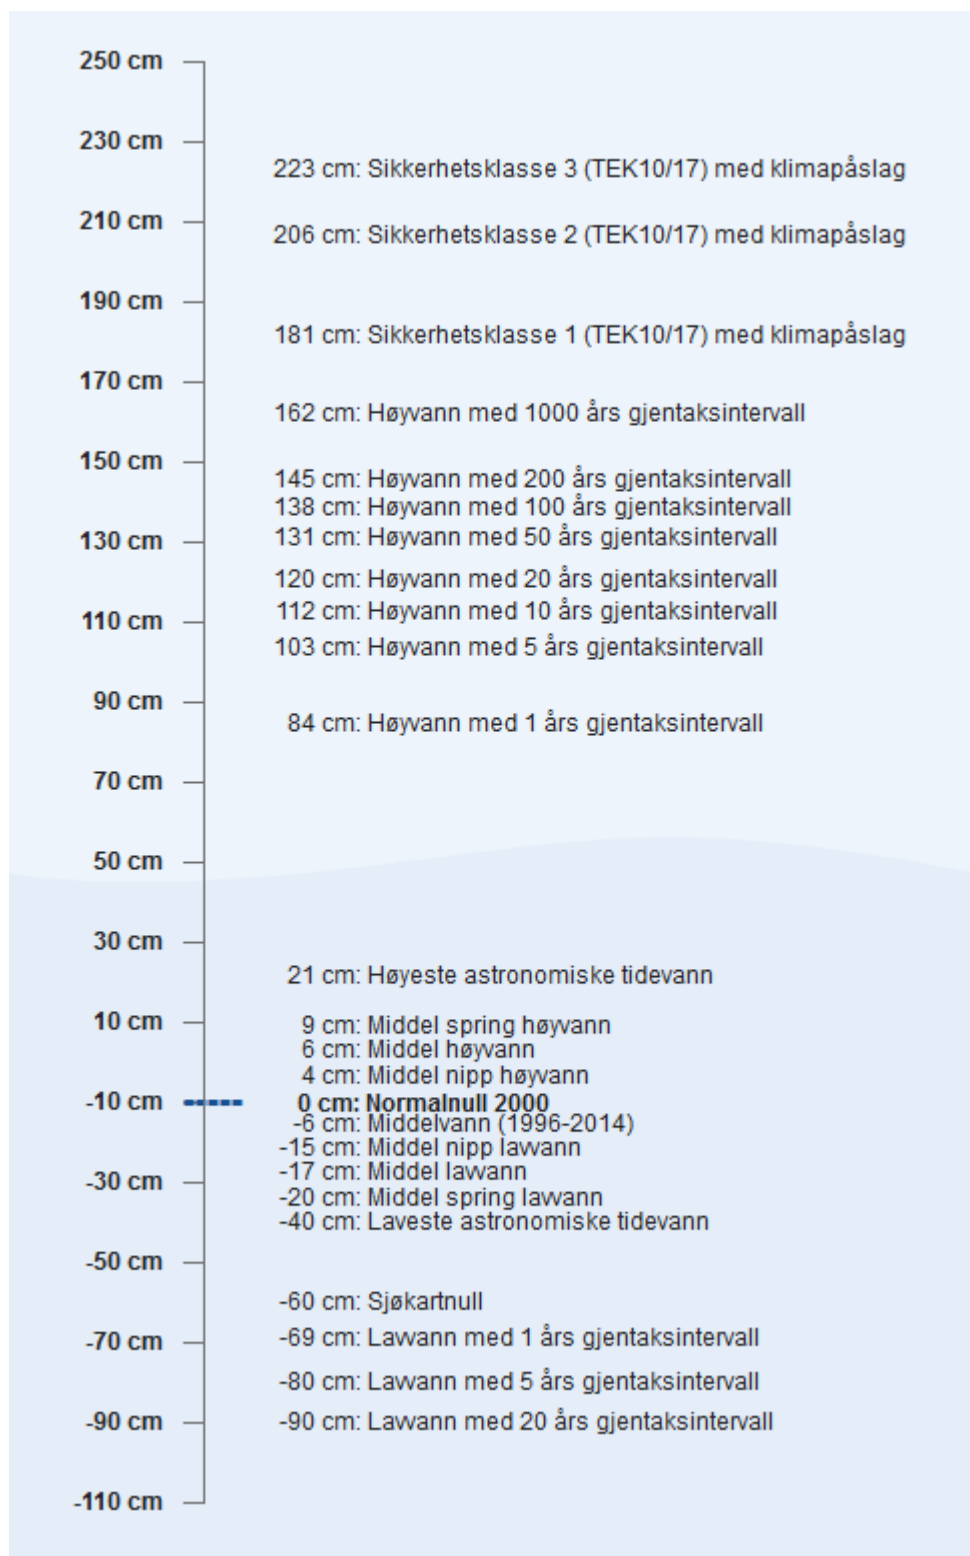 250 cm
230 cm
223 cm: Sikkerhetsklasse 3 (TEK10/17) med klimapåslag
210 cm
206 cm: Sikkerhetsklasse 2 (TEK10/17) med klimapåslag
190 cm
181 cm: Sikkerhetsklasse 1 (TEK10/17) med klimapåslag
170 cm
162 cm: Høyvann med 1000 års gjentaksintervall
150 cm
145 cm: Høyvann med 200 års gjentaksintervall
138 cm: Høyvann med 100 års gjentaksintervall
131 cm: Høyvann med 50 års gjentaksintervall
130 cm
120 cm: Høyvann med 20 års gjentaksintervall
112 cm: Høyvann med 10 års gjentaksintervall
110 cm
103 cm: Høyvann med 5 års gjentaksintervall
90 cm
84 cm: Høyvann med 1 års gjentaksintervall
70 cm
50 cm
30 cm
21 cm: Høyeste astronomiske tidevann
10 cm
9 cm: Middel spring høyvann
6 cm: Middel høyvann
4 cm: Middel nipp høyvann
-10 cm
0 cm: Normalnull 2000
-6 cm: Middelvann (1996-2014)
-15 cm: Middel nipp lavvann
-17 cm: Middel lavvann
-30 cm
-20 cm: Middel spring lavvann
-40 cm: Laveste astronomiske tidevann
-50 cm
-60 cm: Sjøkartnull
-70 cm
-69 cm: Lavvann med 1 års gjentaksintervall
-80 cm: Lavvann med 5 års gjentaksintervall
-90 cm
-90 cm: Lavvann med 20 års gjentaksintervall
-110 cm